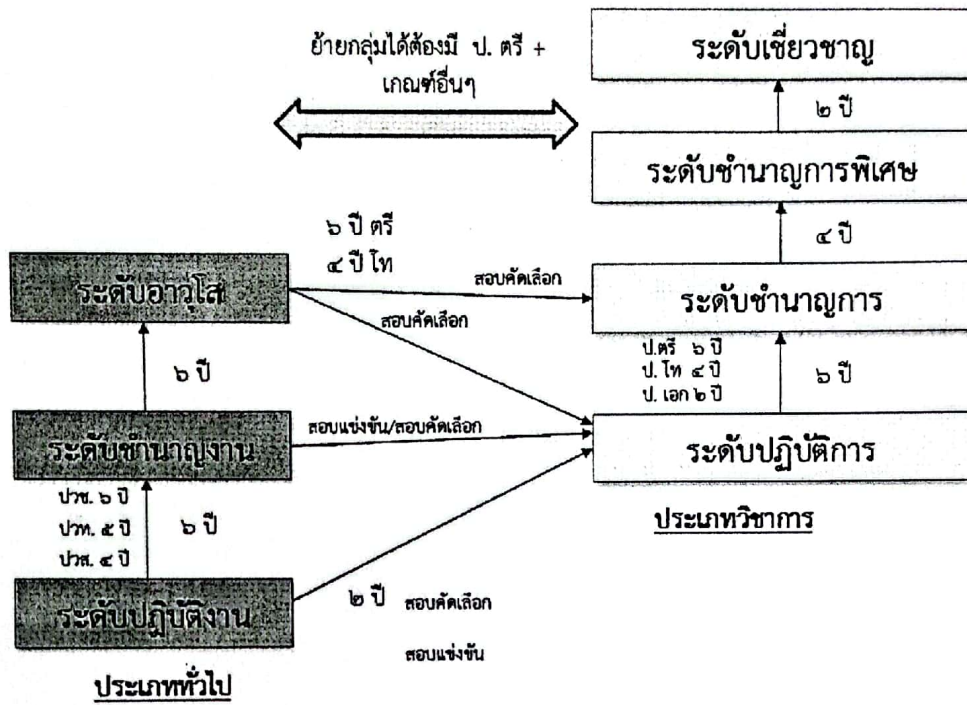 ย้ายกลุ่มได้ต้องมี ป. ตรี +
เกณฑ์อื่นๆ
ระดับเชี่ยวชาญ
๒ ปี
ระดับชำนาญการพิเศษ
๔ ปี
๖ ปี ตรี
๔ ปี โท
ระดับอาวุโส
สอบคัดเลือก
สอบคัดเลือก
ระดับชำนาญการ
ป.ตรี ๖ ปี
ป. โท ๔ ปี
ป. เอก ๒ ปี
๖ ปี
๖ ปี
ระดับชำนาญงาน
สอบแข่งขัน/สอบคัดเลือก
ระดับปฏิบัติการ
ประเภทวิชาการ
ปวช. ๖ ปี
ปวท. ๕ ปี
ปวส. ๔ ปี
๖ ปี
ระดับปฏิบัติงาน
๒ ปี สอบคัดเลือก
สอบแข่งขัน
ประเภททั่วไป